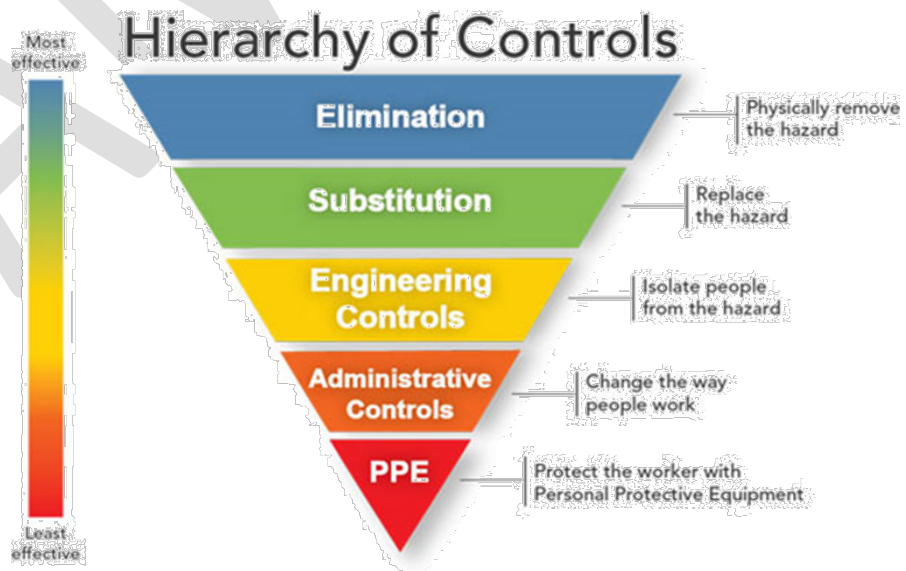 Hierarchy of Controls
Most
effective
Elimination
Physically remove
the hazard
Substitution
Replace
the hazard
Engineering
Controls
Isolate people
from the hazard
Administrative
Controls
Change the way
people work
PPE
Protect the worker with
Personal Protective Equipment
Least
effective